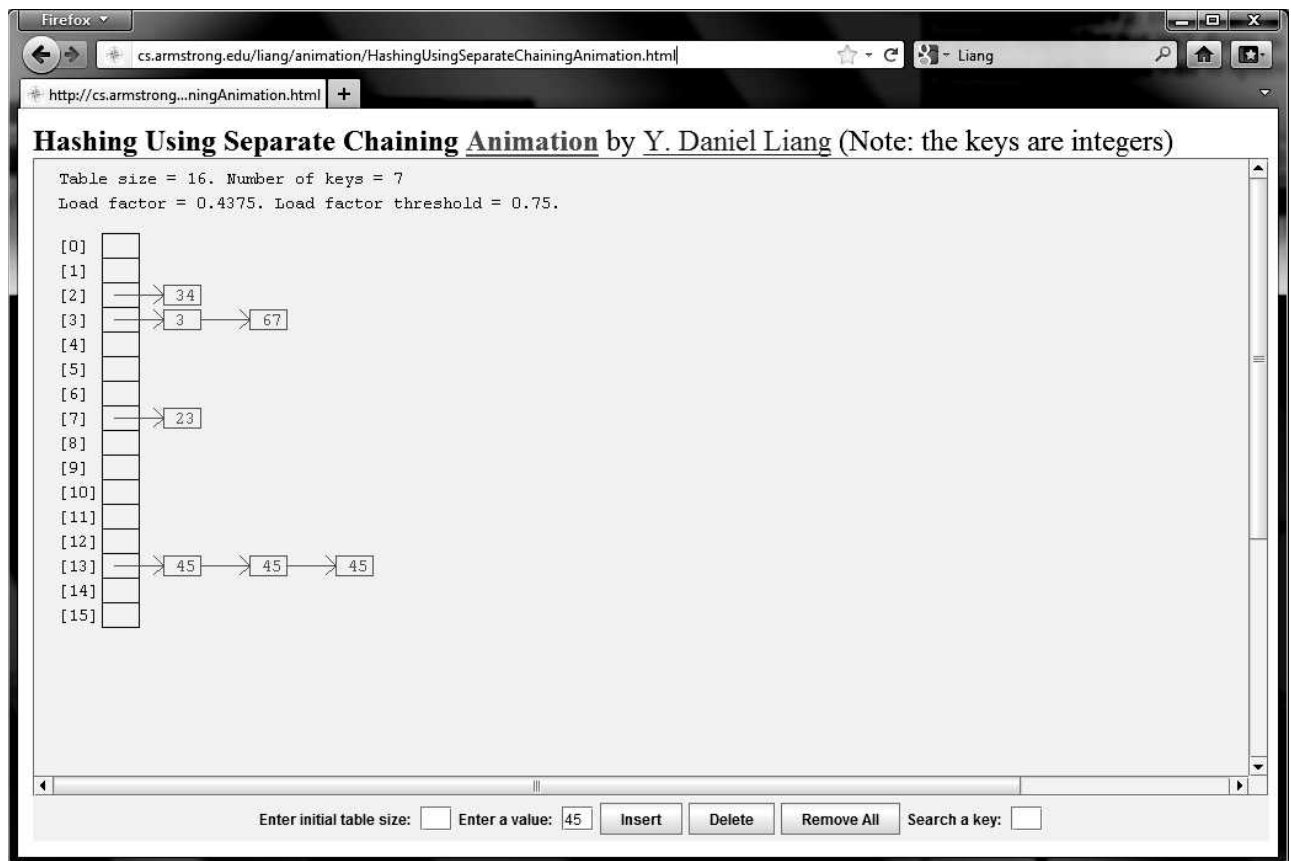 Firefox
cs.armstrong.edu/liang/animation/HashingUsingSeparateChainingAnimation.html
Liang
http://cs.armstrong...ningAnimation.html +
Hashing Using Separate Chaining Animation by Y. Daniel Liang (Note: the keys are integers)
Table size = 16. Number of keys = 7
Load factor = 0.4375. Load factor threshold = 0.75.
[0]
[1]
[2] 34
[3] 3 67
[4]
[5]
[6]
[7] 23
[8]
[9]
[10]
[11]
[12]
[13] 45 45 45
[14]
[15]
Enter initial table size: Enter a value: 45 Insert Delete Remove All Search a key: